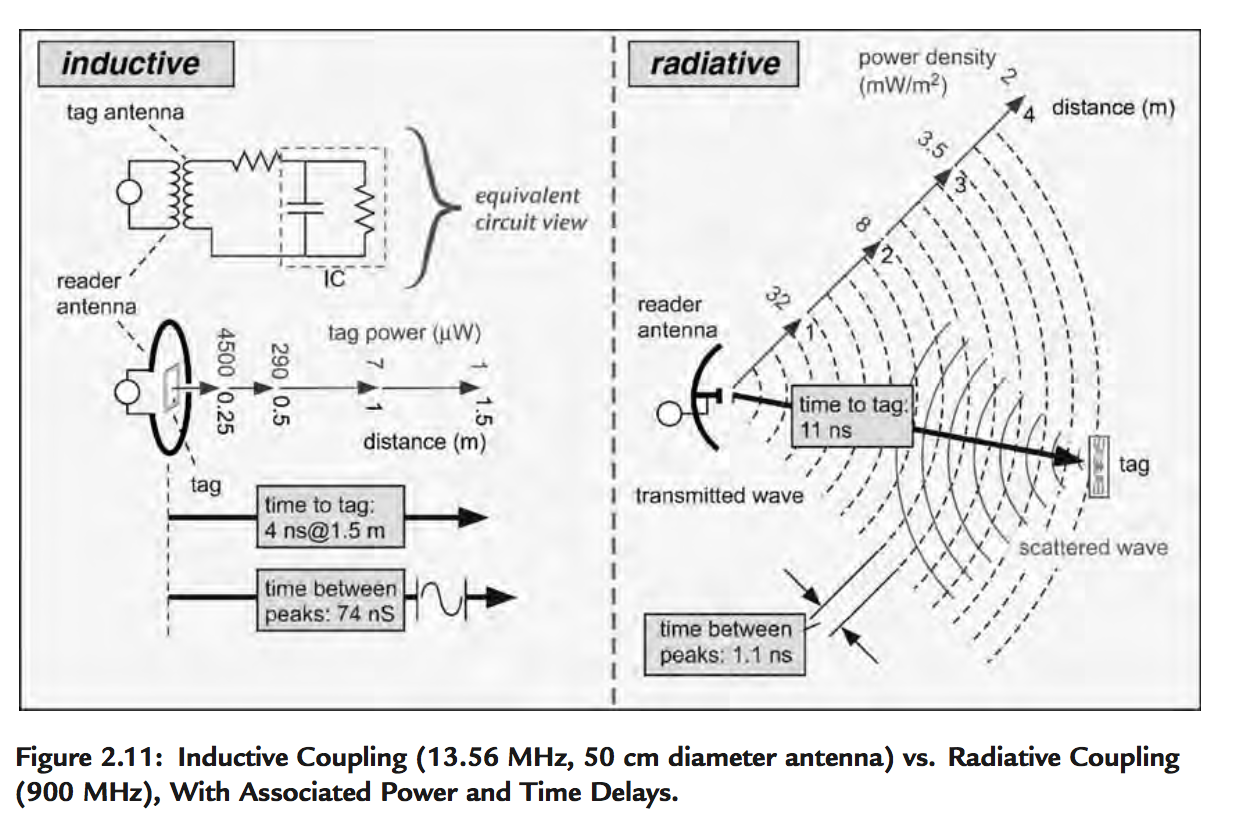 inductive
tag antenna
equivalent
circuit view
IC
reader
antenna
tag power (µW)
4500 290 7 1
0.25 0.5 1 1.5
distance (m)
tag
time to tag:
4 ns@1.5 m
time between
peaks: 74 nS
radiative
power density
(mW/m²)
2
4
distance (m)
3.5
3
8
2
32
1
reader
antenna
time to tag:
11 ns
tag
transmitted wave
scattered wave
time between
peaks: 1.1 ns
Figure 2.11: Inductive Coupling (13.56 MHz, 50 cm diameter antenna) vs. Radiative Coupling
(900 MHz), With Associated Power and Time Delays.